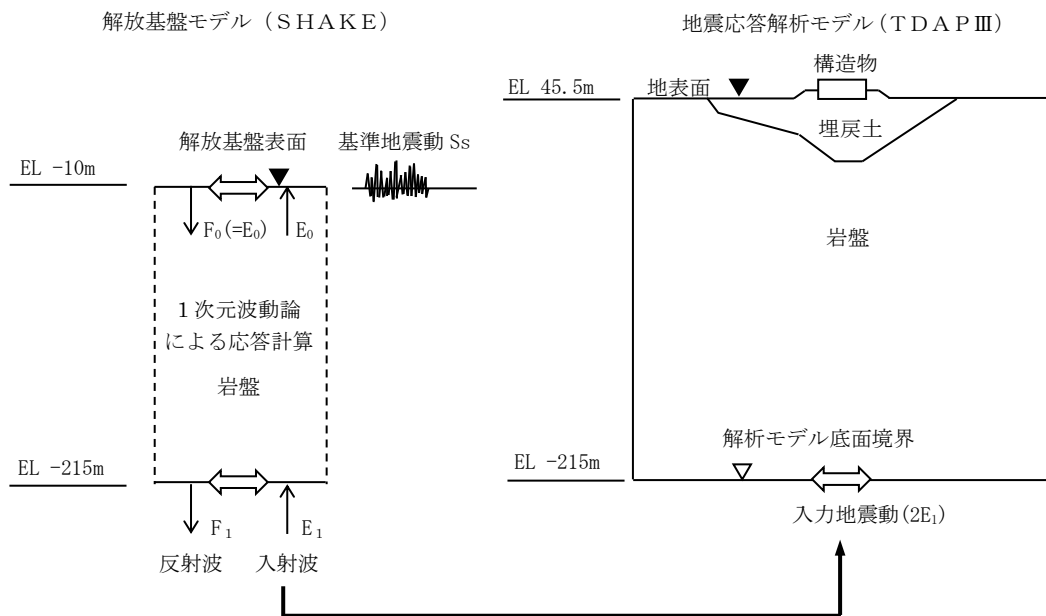 解放基盤モデル（ＳＨＡＫＥ）
解放基盤表面
基準地震動 Ss
EL -10m
F₀(=E₀)
E₀
１次元波動論
による応答計算
岩盤
EL -215m
F₁
E₁
反射波
入射波
地震応答解析モデル（ＴＤＡＰⅢ）
構造物
EL 45.5m
地表面
埋戻土
岩盤
解析モデル底面境界
EL -215m
入力地震動(2E₁)